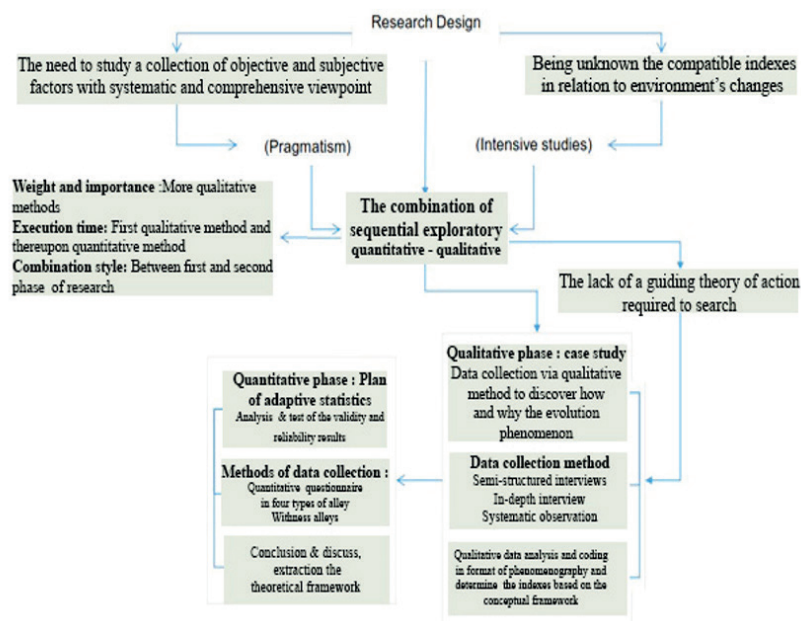 Research Design
The need to study a collection of objective and subjective
factors with systematic and comprehensive viewpoint
Being unknown the compatible indexes
in relation to environment's changes
(Pragmatism)
(Intensive studies)
Weight and importance :More qualitative
methods
Execution time: First qualitative method and
thereupon quantitative method
Combination style: Between first and second
phase of research
The combination of
sequential exploratory
quantitative - qualitative
The lack of a guiding theory of action
required to search
Qualitative phase : case study
Data collection via qualitative
method to discover how
and why the evolution
phenomenon
Data collection method
Semi-structured interviews
In-depth interview
Systematic observation
Qualitative data analysis and coding
in format of phenomenography and
determine the indexes based on the
conceptual framework
Quantitative phase : Plan
of adaptive statistics
Analysis & test of the validity and
reliability results
Methods of data collection :
Quantitative questionnaire
in four types of alley
Withness alleys
Conclusion & discuss,
extraction the
theoretical framework